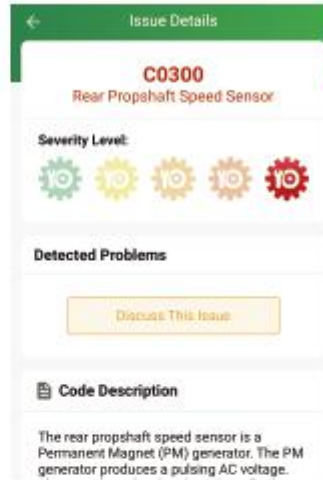 Issue Details
C0300
Rear Propshaft Speed Sensor
Severity Level:
Detected Problems
Discuss This Issue
Code Description
The rear propshaft speed sensor is a
Permanent Magnet (PM) generator. The PM
generator produces a pulsing AC voltage.